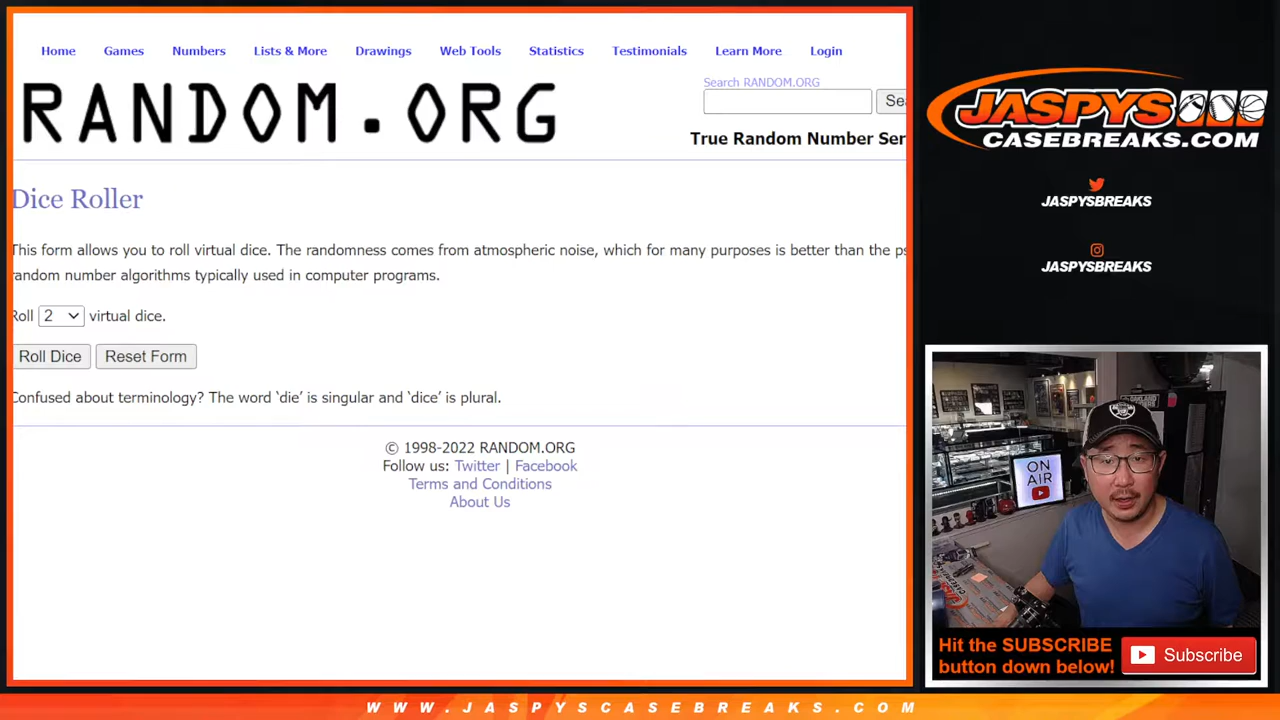 Home Games Numbers Lists & More Drawings Web Tools Statistics Testimonials Learn More Login
RANDOM.ORG
Search RANDOM.ORG
Sea
True Random Number Ser
Dice Roller
This form allows you to roll virtual dice. The randomness comes from atmospheric noise, which for many purposes is better than the ps
random number algorithms typically used in computer programs.
Roll 2 virtual dice.
Roll Dice Reset Form
Confused about terminology? The word ‘die’ is singular and ‘dice’ is plural.
© 1998-2022 RANDOM.ORG
Follow us: Twitter | Facebook
Terms and Conditions
About Us
JASPYS
CASEBREAKS.COM
JASPYSBREAKS
JASPYSBREAKS
ON
AIR
Hit the SUBSCRIBE
button down below!
Subscribe
WWW.JASPYSCASEBREAKS.COM